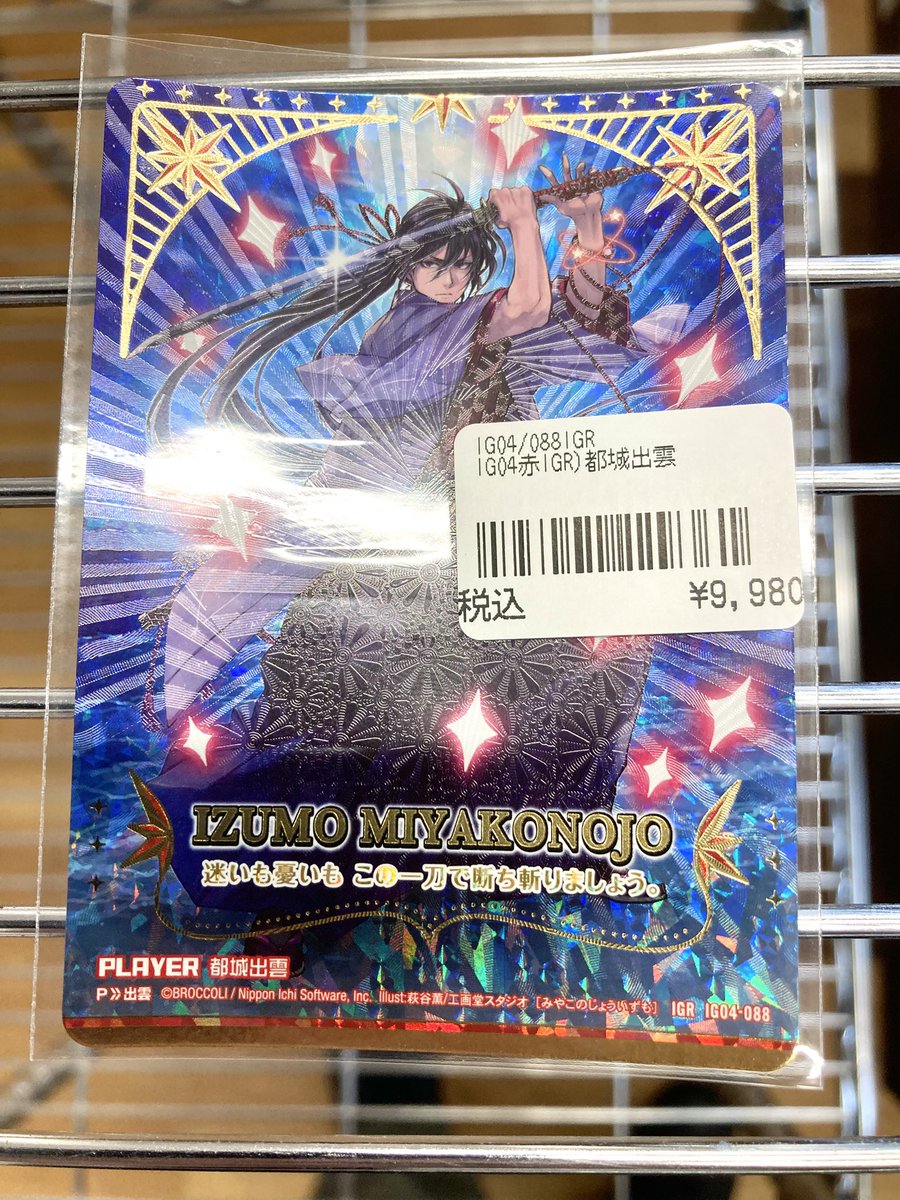 IG04/088IGR
IG04赤IGR)都城出雲
税込 ¥9,980
IZUMO MIYAKONOJO
迷いも憂いも この一刀で断ち斬りましょう。
PLAYER 都城出雲
P≫出雲 ©BROCCOLI / Nippon Ichi Software, Inc. Illust:萩谷薫/工画堂スタジオ [みやこのじょういずも] IGR IG04-088